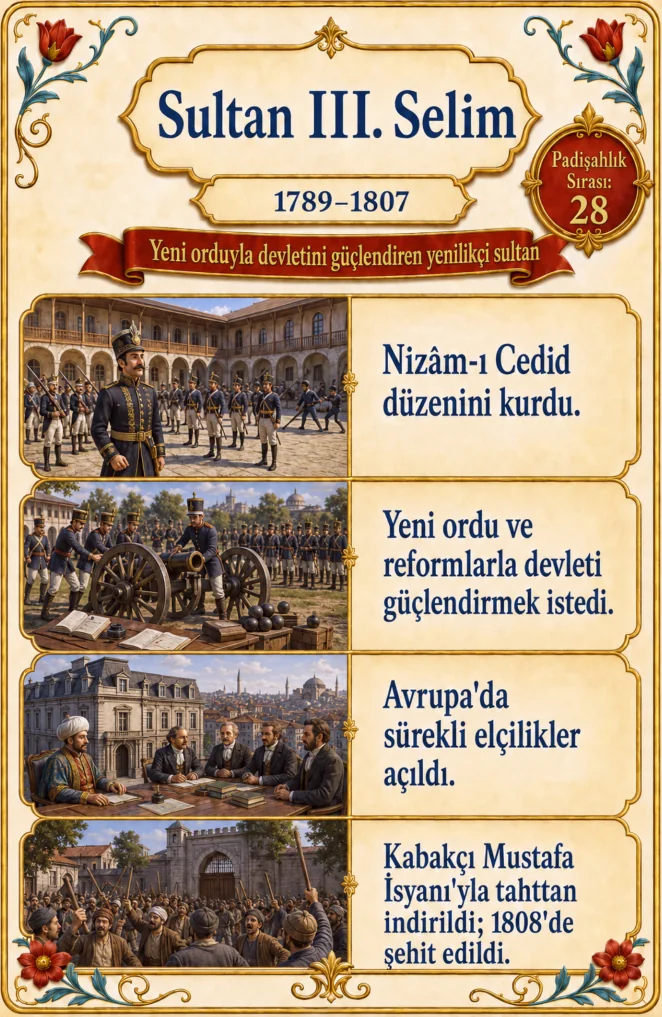 Sultan III. Selim
1789–1807
Padişahlık
Sırası:
28
Yeni orduyla devletini güçlendiren yenilikçi sultan
Nizâm-ı Cedid
düzenini kurdu.
Yeni ordu ve
reformlarla devleti
güçlendirmek istedi.
Avrupa'da
sürekli elçilikler
açıldı.
Kabakçı Mustafa
İsyanı'yla tahttan
indirildi; 1808'de
şehit edildi.